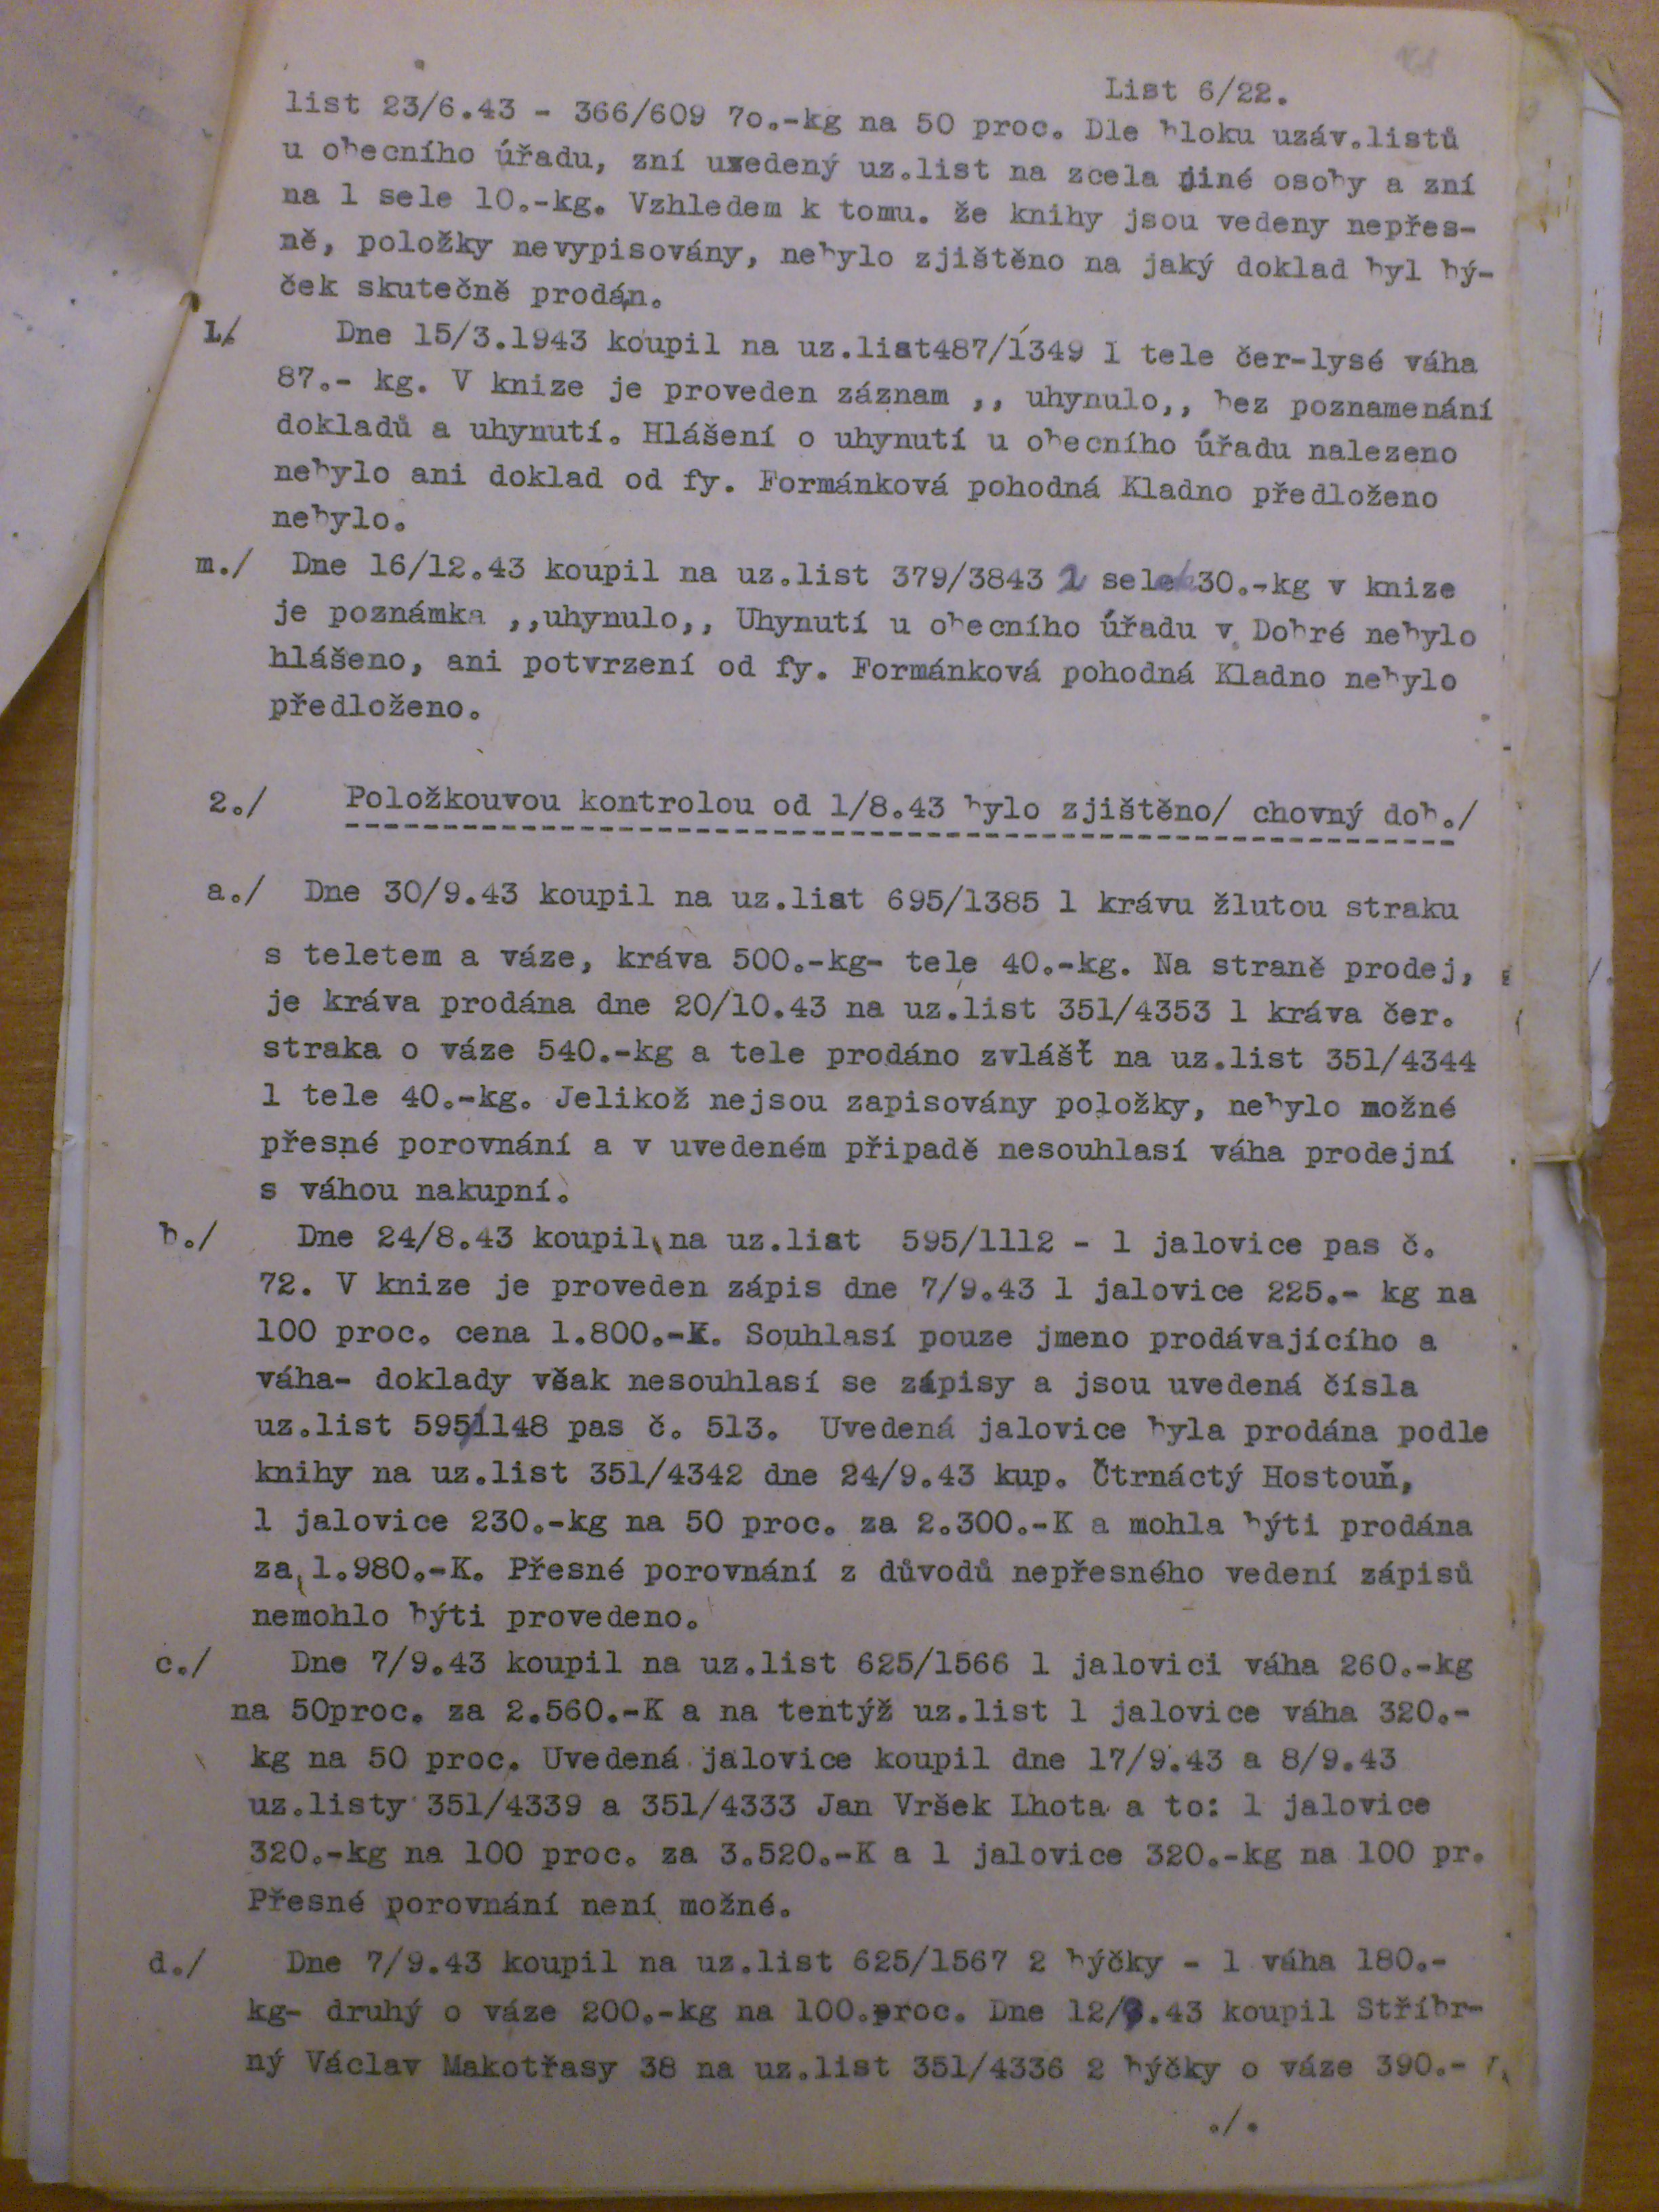 List 6/22.
list 23/6.43 - 366/609 7o.-kg na 50 proc. Dle bloku uzáv.listů
u obecního úřadu, zní uvedený uz.list na zcela jiné osoby a zní
na 1 sele 10.-kg. Vzhledem k tomu. že knihy jsou vedeny nepřes-
ně, položky nevypisovány, nebylo zjištěno na jaký doklad byl bý-
ček skutečně prodán.
l./ Dne 15/3.1943 koupil na uz.list487/1349 1 tele čer-lysé váha
87.- kg. V knize je proveden záznam ,, uhynulo,, bez poznamenání
dokladů a uhynutí. Hlášení o uhynutí u obecního úřadu nalezeno
nebylo ani doklad od fy. Formánková pohodná Kladno předloženo
nebylo.
m./ Dne 16/12.43 koupil na uz.list 379/3843 2 sele 30.-kg v knize
je poznámka ,,uhynulo,, Uhynutí u obecního úřadu v Dobré nebylo
hlášeno, ani potvrzení od fy. Formánková pohodná Kladno nebylo
předloženo.
2./ Položkouvou kontrolou od 1/8.43 bylo zjištěno/ chovný dob./
a./ Dne 30/9.43 koupil na uz.list 695/1385 1 krávu žlutou straku
s teletem a váze, kráva 500.-kg- tele 40.-kg. Na straně prodej,
je kráva prodána dne 20/10.43 na uz.list 351/4353 1 kráva čer.
straka o váze 540.-kg a tele prodáno zvlášť na uz.list 351/4344
1 tele 40.-kg. Jelikož nejsou zapisovány položky, nebylo možné
přesné porovnání a v uvedeném připadě nesouhlasí váha prodejní
s váhou nakupní.
b./ Dne 24/8.43 koupil na uz.list 595/1112 - 1 jalovice pas č.
72. V knize je proveden zápis dne 7/9.43 1 jalovice 225.- kg na
100 proc. cena 1.800.-K. Souhlasí pouze jmeno prodávajícího a
váha- doklady však nesouhlasí se zápisy a jsou uvedená čísla
uz.list 595/1148 pas č. 513. Uvedená jalovice byla prodána podle
knihy na uz.list 351/4342 dne 24/9.43 kup. Čtrnáctý Hostouň,
1 jalovice 230.-kg na 50 proc. za 2.300.-K a mohla býti prodána
za 1.980.-K. Přesné porovnání z důvodů nepřesného vedení zápisů
nemohlo býti provedeno.
c./ Dne 7/9.43 koupil na uz.list 625/1566 1 jalovici váha 260.-kg
na 50proc. za 2.560.-K a na tentýž uz.list 1 jalovice váha 320.-
kg na 50 proc. Uvedená jalovice koupil dne 17/9.43 a 8/9.43
uz.listy 351/4339 a 351/4333 Jan Vršek Lhota a to: 1 jalovice
320.-kg na 100 proc. za 3.520.-K a 1 jalovice 320.-kg na 100 pr.
Přesné porovnání není možné.
d./ Dne 7/9.43 koupil na uz.list 625/1567 2 býčky - 1 váha 180.-
kg- druhý o váze 200.-kg na 100.proc. Dne 12/9.43 koupil Stříbr-
ný Václav Makotřasy 38 na uz.list 351/4336 2 býčky o váze 390.-
./.